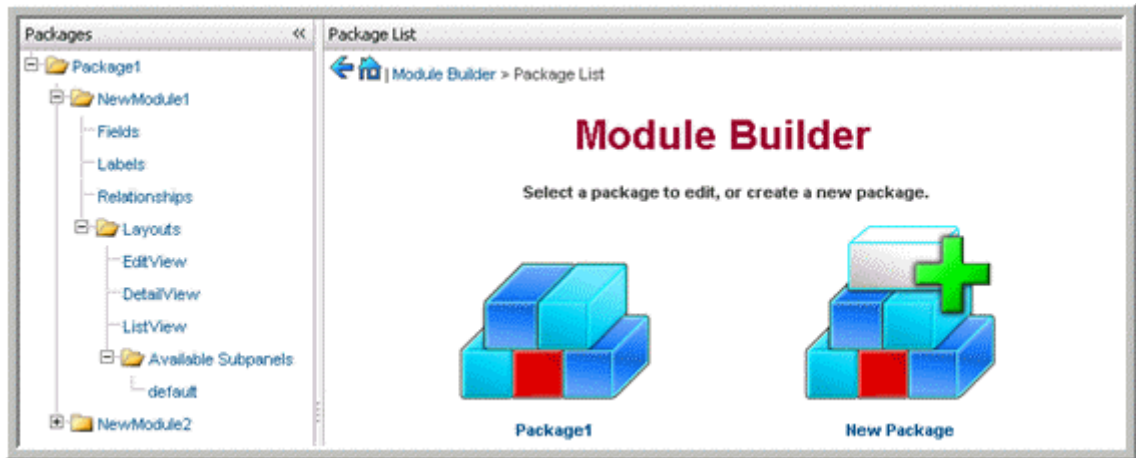 Packages «
Package1
NewModule1
Fields
Labels
Relationships
Layouts
EditView
DetailView
ListView
Available Subpanels
default
NewModule2
Package List
| Module Builder > Package List
Module Builder
Select a package to edit, or create a new package.
Package1
New Package